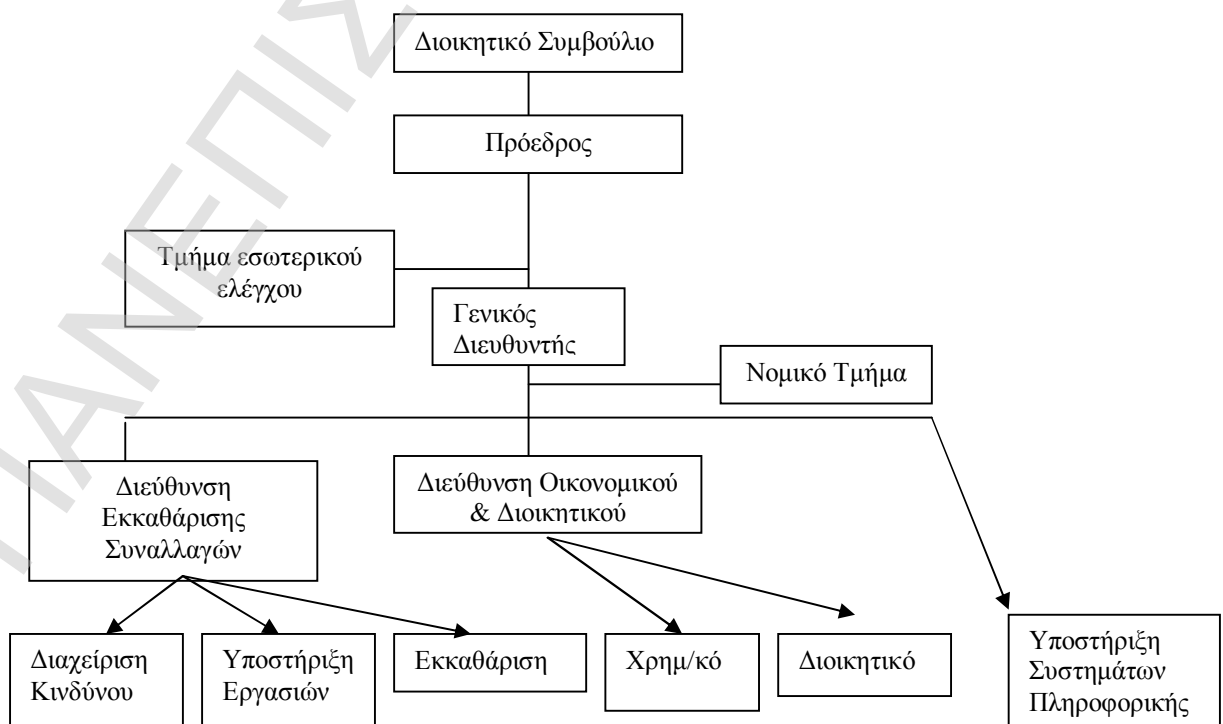 Διοικητικό Συμβούλιο
Πρόεδρος
Τμήμα εσωτερικού
ελέγχου
Γενικός
Διευθυντής
Νομικό Τμήμα
Διεύθυνση
Εκκαθάρισης
Συναλλαγών
Διεύθυνση Οικονομικού
& Διοικητικού
Διαχείριση
Κινδύνου
Υποστήριξη
Εργασιών
Εκκαθάριση
Χρημ/κό
Διοικητικό
Υποστήριξη
Συστημάτων
Πληροφορικής